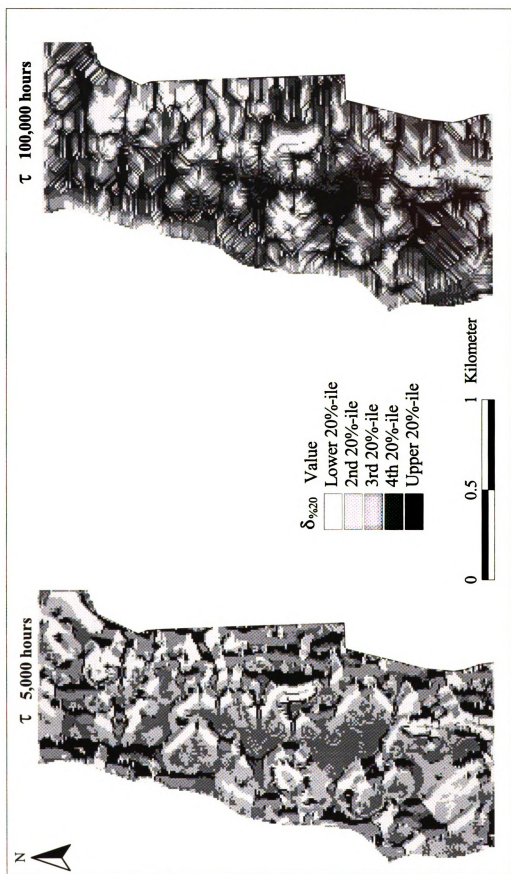 N
τ 5,000 hours
τ 100,000 hours
δ%20 Value
Lower 20%-ile
2nd 20%-ile
3rd 20%-ile
4th 20%-ile
Upper 20%-ile
0 0.5 1 Kilometer